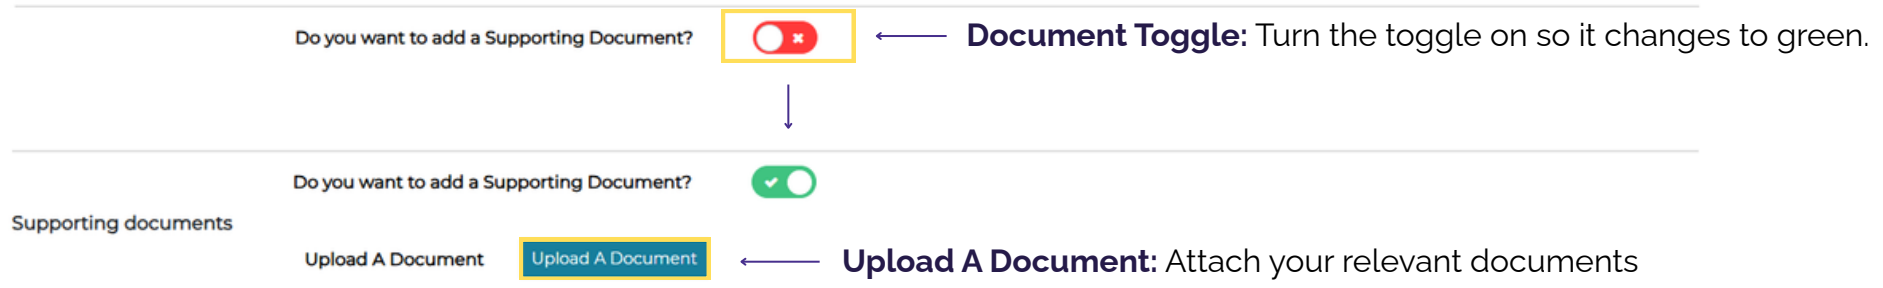 Do you want to add a Supporting Document? Document Toggle: Turn the toggle on so it changes to green.
Do you want to add a Supporting Document?
Supporting documents
Upload A Document Upload A Document Upload A Document: Attach your relevant documents